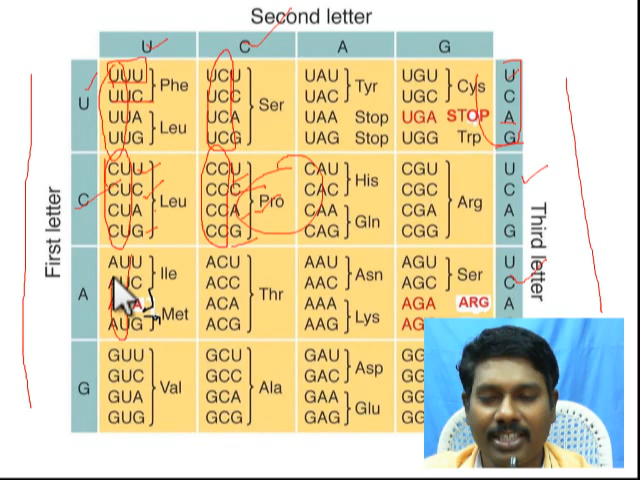 Second letter
U C A G
U UUU Phe UCU Ser UAU Tyr UGU Cys U
UUC UCC UAC UGC C
UUA Leu UCA UAA Stop UGA STOP A
UUG UCG UAG Stop UGG Trp G
C CUU Leu CCU Pro CAU His CGU Arg U
CUC CCC CAC CGC C
CUA CCA CAA Gln CGA A
CUG CCG CAG CGG G
A AUU Ile ACU Thr AAU Asn AGU Ser U
AUC ACC AAC AGC C
A ACA AAA Lys AGA ARG A
AUG Met ACG AAG
G GUU Val GCU Ala GAU Asp
GUC GCC GAC
GUA GCA GAA Glu
GUG GCG GAG
First letter
Third letter